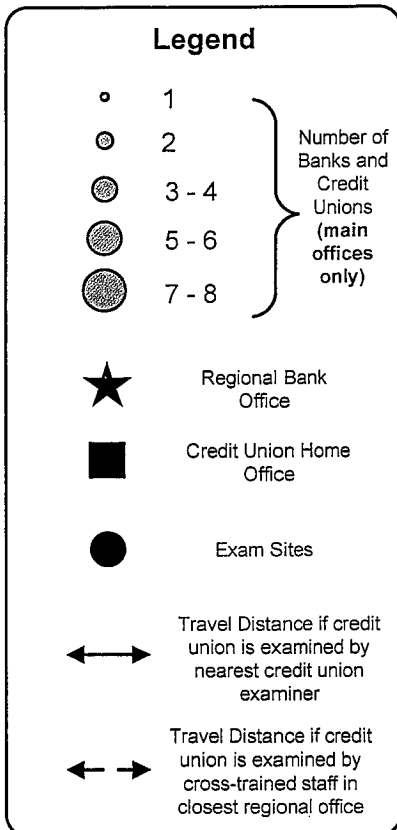 Legend
1
2
3 - 4
5 - 6
7 - 8
Number of
Banks and
Credit
Unions
(main
offices
only)
Regional Bank
Office
Credit Union Home
Office
Exam Sites
Travel Distance if credit
union is examined by
nearest credit union
examiner
Travel Distance if credit
union is examined by
cross-trained staff in
closest regional office